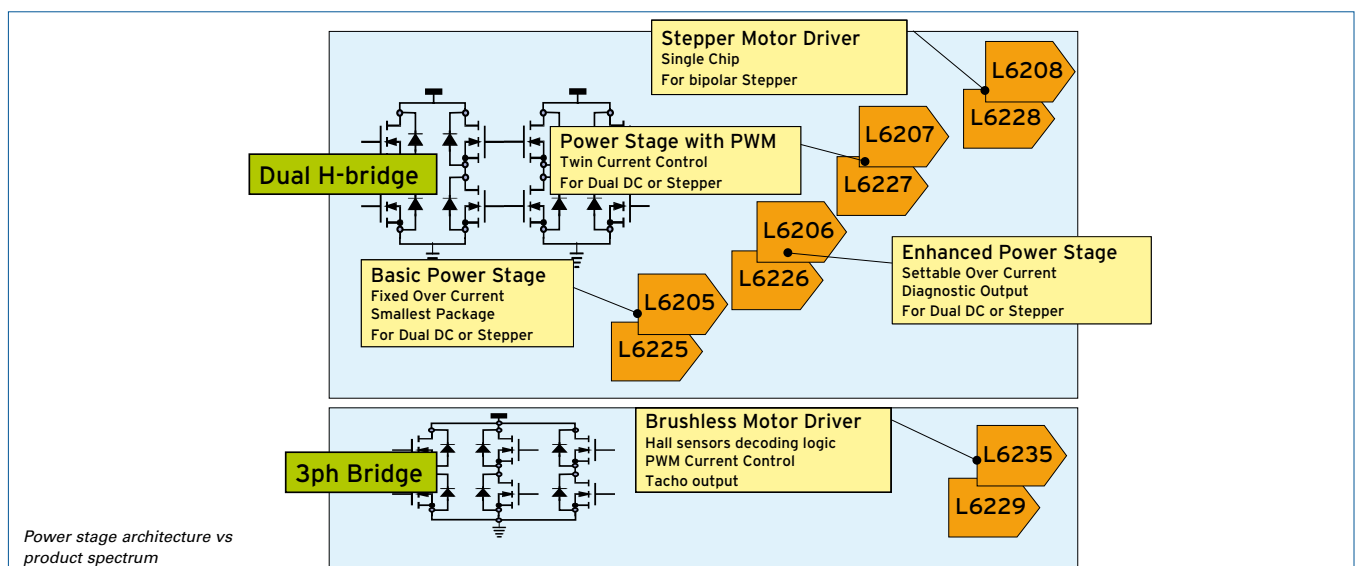 Stepper Motor Driver
Single Chip
For bipolar Stepper
L6208
L6228
Power Stage with PWM
Twin Current Control
For Dual DC or Stepper
L6207
L6227
Dual H-bridge
L6206
L6226
Enhanced Power Stage
Settable Over Current
Diagnostic Output
For Dual DC or Stepper
Basic Power Stage
Fixed Over Current
Smallest Package
For Dual DC or Stepper
L6205
L6225
Brushless Motor Driver
Hall sensors decoding logic
PWM Current Control
Tacho output
3ph Bridge
L6235
L6229
Power stage architecture vs
product spectrum